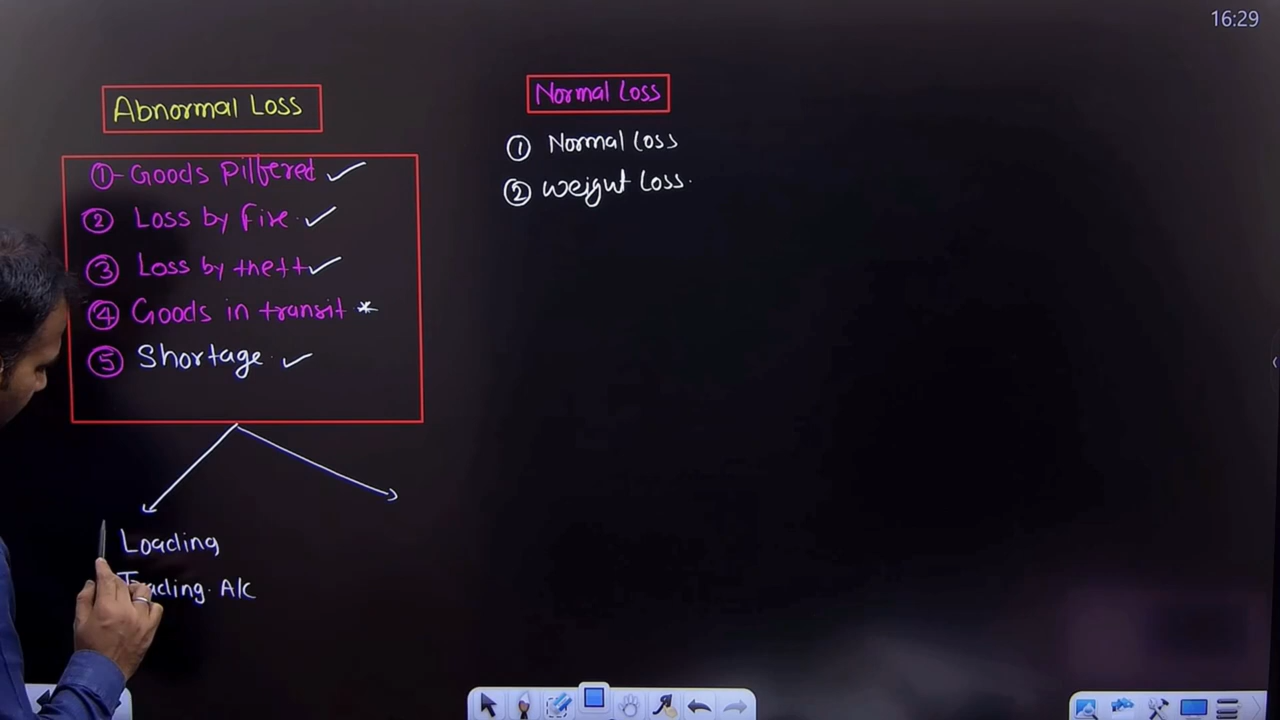 16:29
Abnormal Loss
① Goods Pilfered ✓
② Loss by fire. ✓
③ Loss by theft ✓
④ Goods in transit *
⑤ Shortage. ✓
Loading
Trading. A/c
Normal Loss
① Normal loss
② Weight Loss.